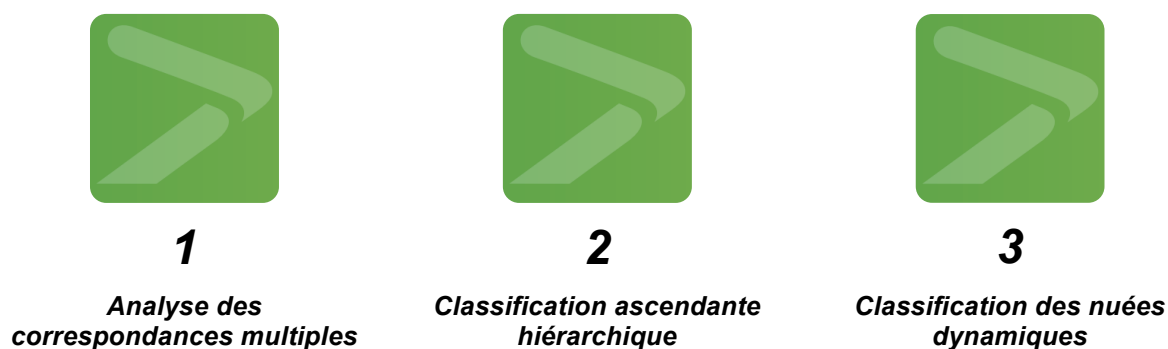 1
Analyse des
correspondances multiples
2
Classification ascendante
hiérarchique
3
Classification des nuées
dynamiques